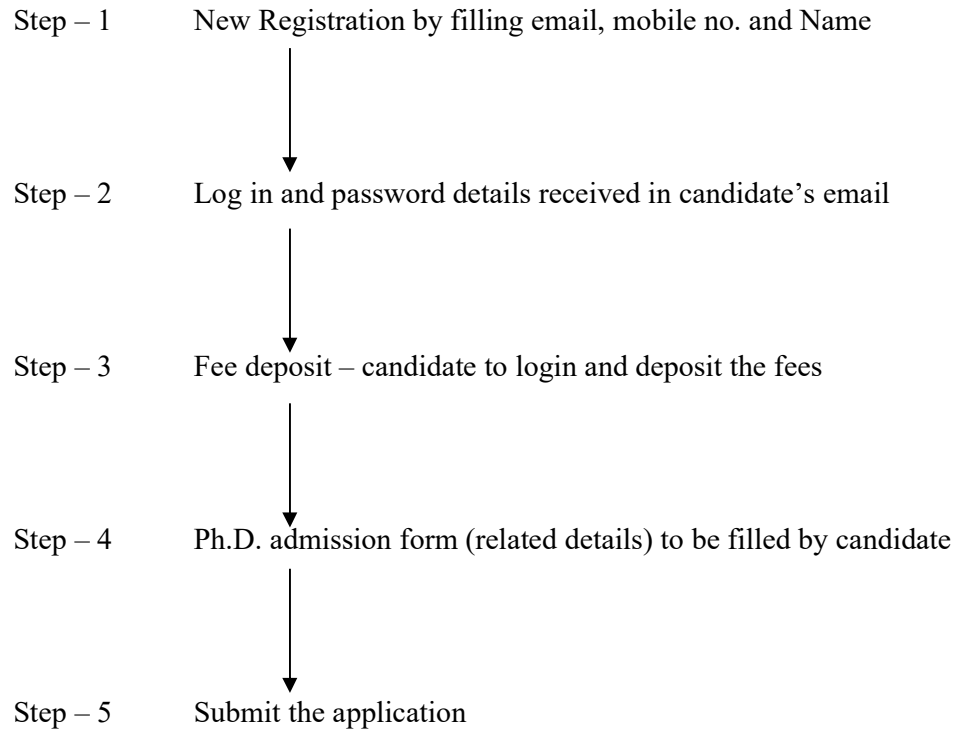 Step – 1 New Registration by filling email, mobile no. and Name
Step – 2 Log in and password details received in candidate’s email
Step – 3 Fee deposit – candidate to login and deposit the fees
Step – 4 Ph.D. admission form (related details) to be filled by candidate
Step – 5 Submit the application